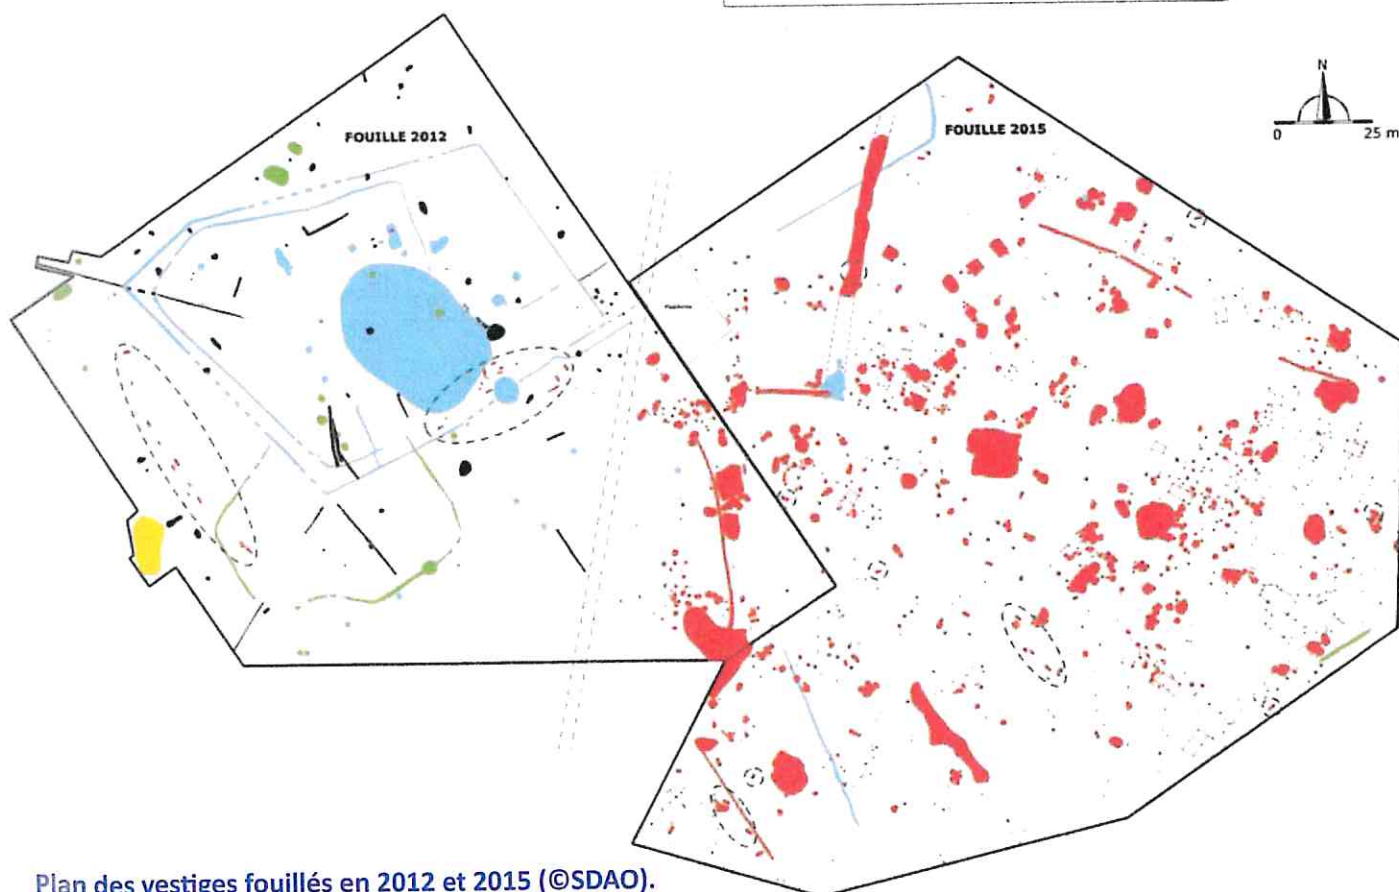 N
FOUILLE 2012
FOUILLE 2015
0 25 m
Plan des vestiges fouillés en 2012 et 2015 (©SDAO).